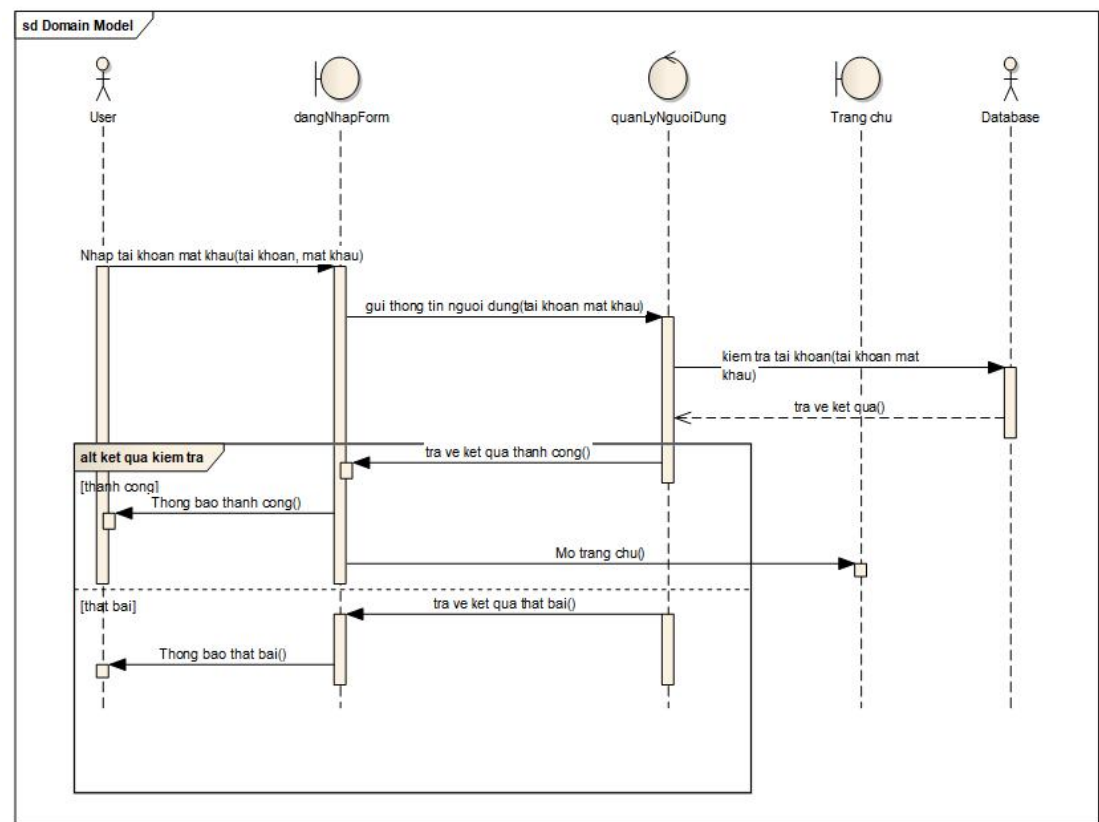 sd Domain Model
User
dangNhapForm
quanLyNguoiDung
Trang chu
Database
Nhap tai khoan mat khau(tai khoan, mat khau)
gui thong tin nguoi dung(tai khoan mat khau)
kiem tra tai khoan(tai khoan mat
khau)
tra ve ket qua()
alt ket qua kiem tra
tra ve ket qua thanh cong()
[thanh cong]
Thong bao thanh cong()
Mo trang chu()
[that bai]
tra ve ket qua that bai()
Thong bao that bai()